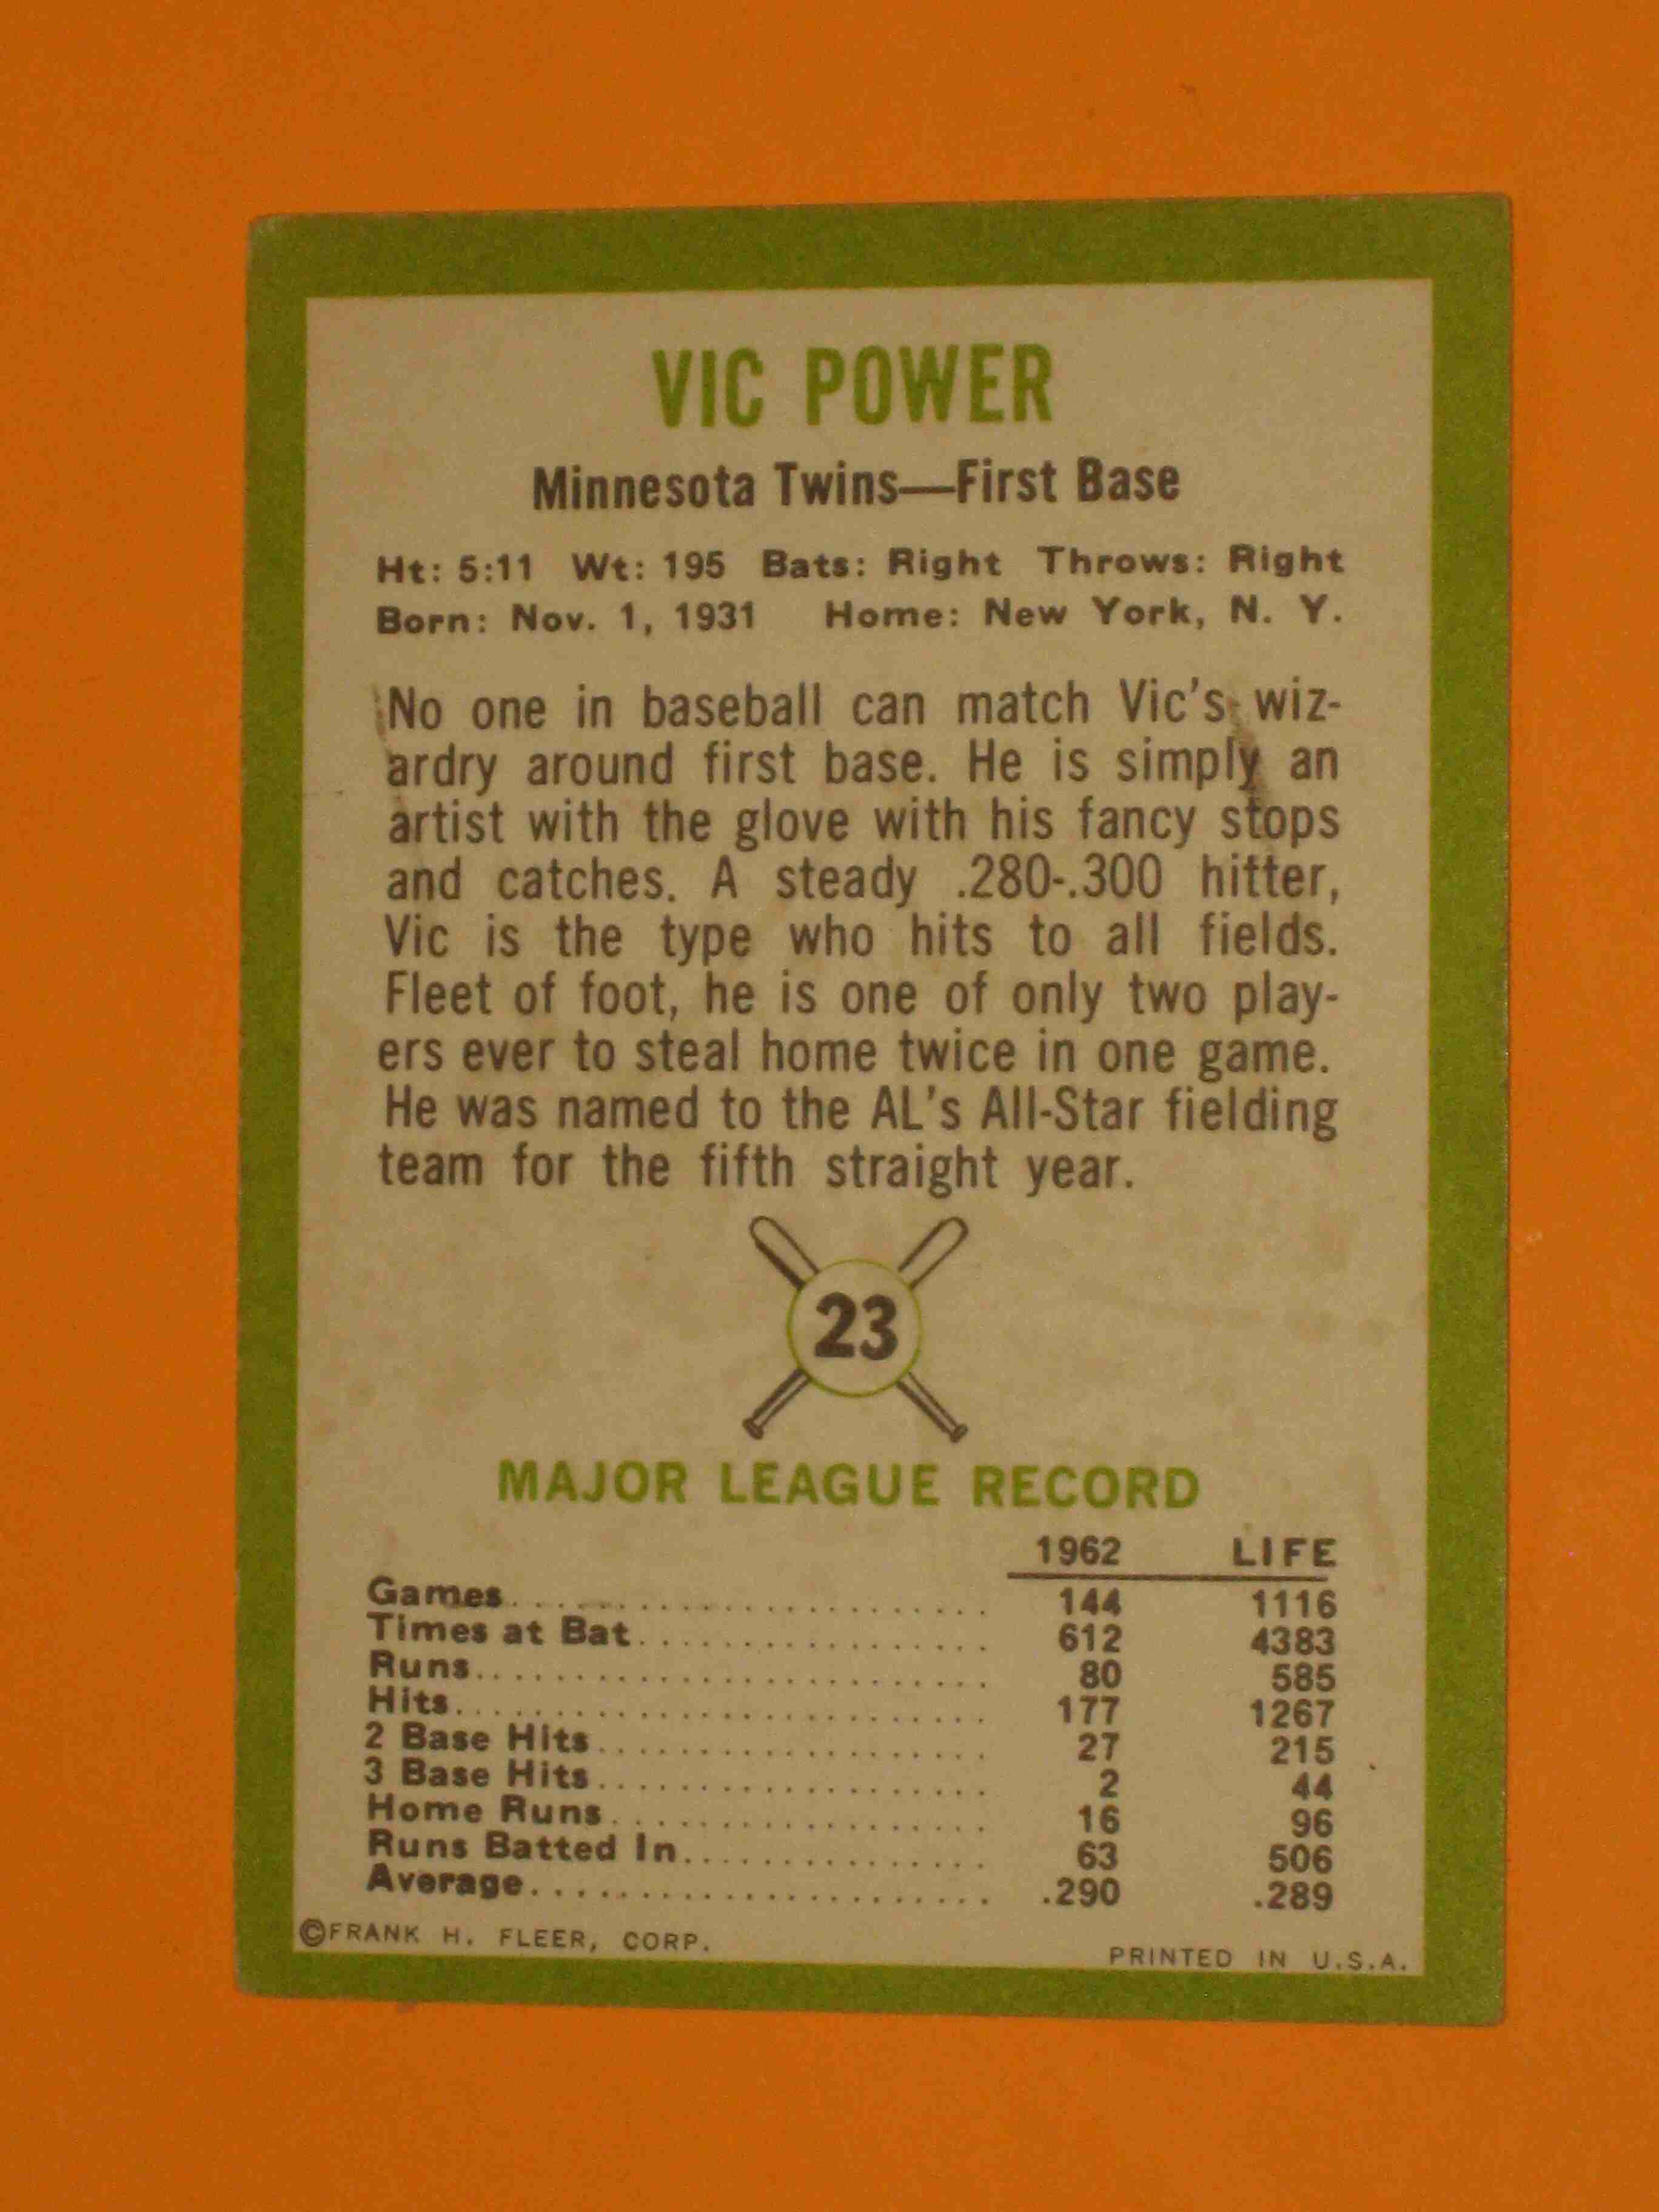 VIC POWER
Minnesota Twins—First Base
Ht: 5:11 Wt: 195 Bats: Right Throws: Right
Born: Nov. 1, 1931 Home: New York, N. Y.
No one in baseball can match Vic's wiz-
ardry around first base. He is simply an
artist with the glove with his fancy stops
and catches. A steady .280-.300 hitter,
Vic is the type who hits to all fields.
Fleet of foot, he is one of only two play-
ers ever to steal home twice in one game.
He was named to the AL's All-Star fielding
team for the fifth straight year.
23
MAJOR LEAGUE RECORD
1962 LIFE
Games........................ 144 1116
Times at Bat.................. 612 4383
Runs......................... 80 585
Hits.......................... 177 1267
2 Base Hits................... 27 215
3 Base Hits................... 2 44
Home Runs.................. 16 96
Runs Batted In............... 63 506
Average....................... .290 .289
©FRANK H. FLEER, CORP.
PRINTED IN U.S.A.